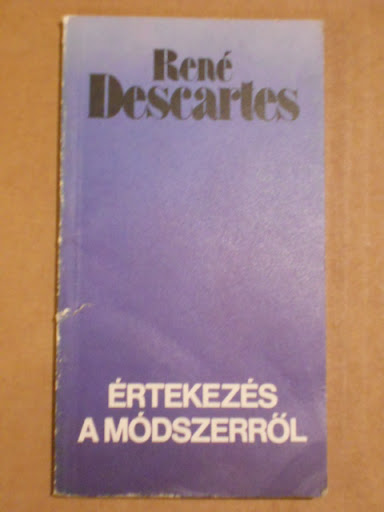 René
Descartes
ÉRTEKEZÉS
A MÓDSZERRŐL